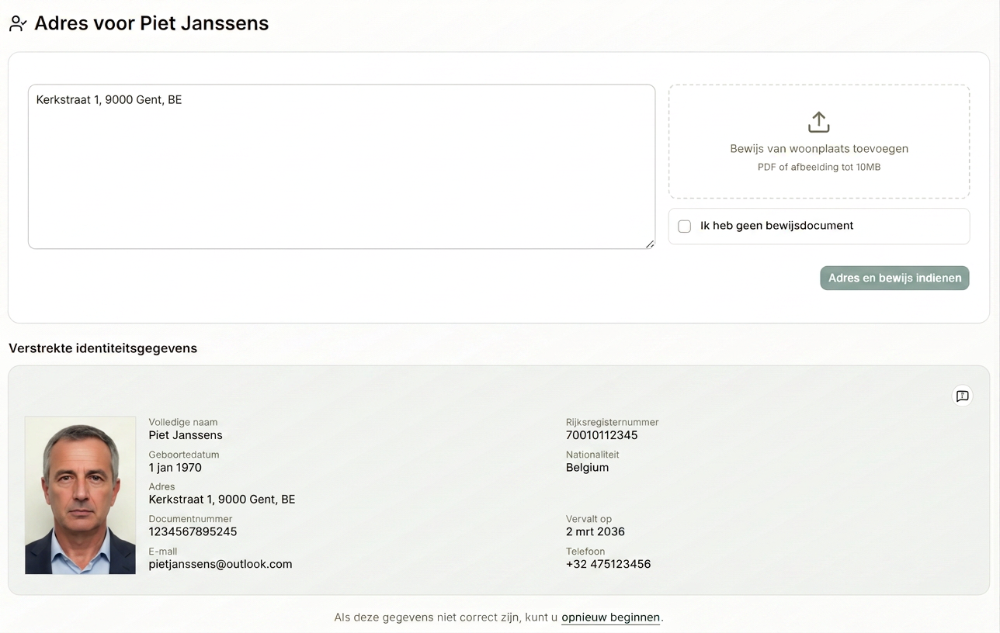 Adres voor Piet Janssens
Kerkstraat 1, 9000 Gent, BE
Bewijs van woonplaats toevoegen
PDF of afbeelding tot 10MB
Ik heb geen bewijsdocument
Adres en bewijs indienen
Verstrekte identiteitsgegevens
Volledige naam
Piet Janssens
Rijksregisternummer
70010112345
Geboortedatum
1 jan 1970
Nationaliteit
Belgium
Adres
Kerkstraat 1, 9000 Gent, BE
Documentnummer
1234567895245
Vervalt op
2 mrt 2036
E-mall
pietjanssens@outlook.com
Telefoon
+32 475123456
Als deze gegevens niet correct zijn, kunt u opnieuw beginnen.